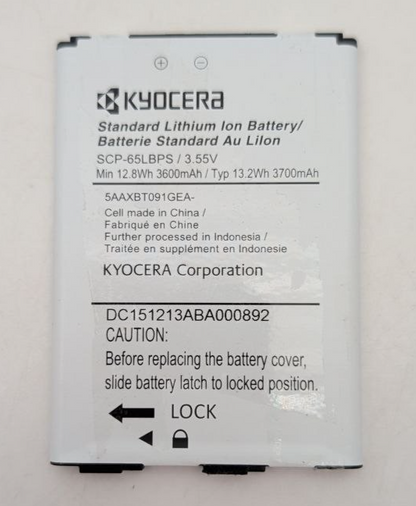 KYOCERA
Standard Lithium Ion Battery/
Batterie Standard Au LiIon
SCP-65LBPS / 3.55V
Min 12.8Wh 3600mAh / Typ 13.2Wh 3700mAh
5AAXBT091GEA-
Cell made in China /
Fabriqué en Chine
Further processed in Indonesia /
Traitée en supplément en Indonesie
KYOCERA Corporation
DC151213ABA000892
CAUTION:
Before replacing the battery cover,
slide battery latch to locked position.
LOCK